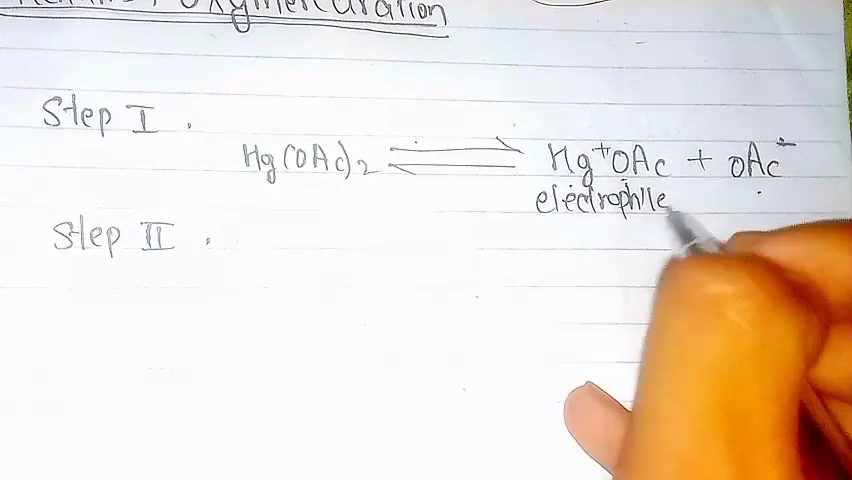 Oxymercuration
Step I .
Hg(OAc)2 ⇌ Hg⁺OAc + OAc⁻
electrophile
Step II .